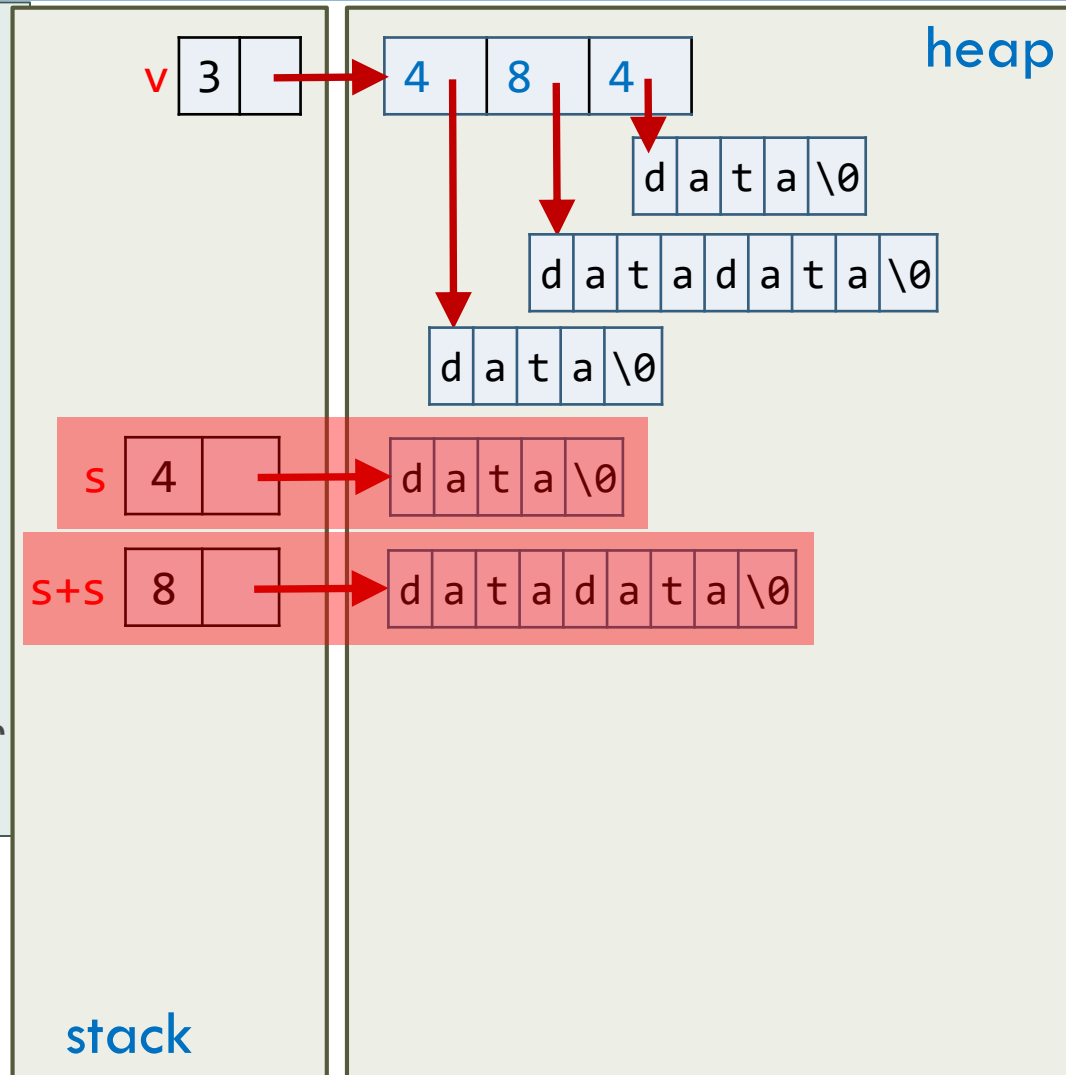 heap
v 3 4 8 4
d a t a \0
d a t a d a t a \0
d a t a \0
s 4 d a t a \0
s+s 8 d a t a d a t a \0
stack